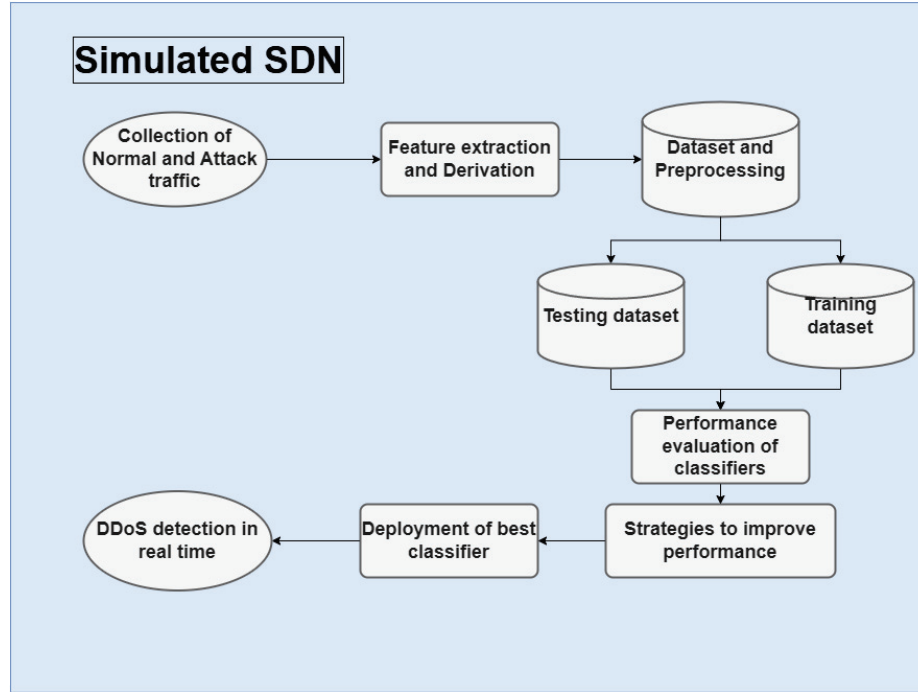 Simulated SDN
Collection of
Normal and Attack
traffic
Feature extraction
and Derivation
Dataset and
Preprocessing
Testing dataset
Training
dataset
Performance
evaluation of
classifiers
Strategies to improve
performance
Deployment of best
classifier
DDoS detection in
real time